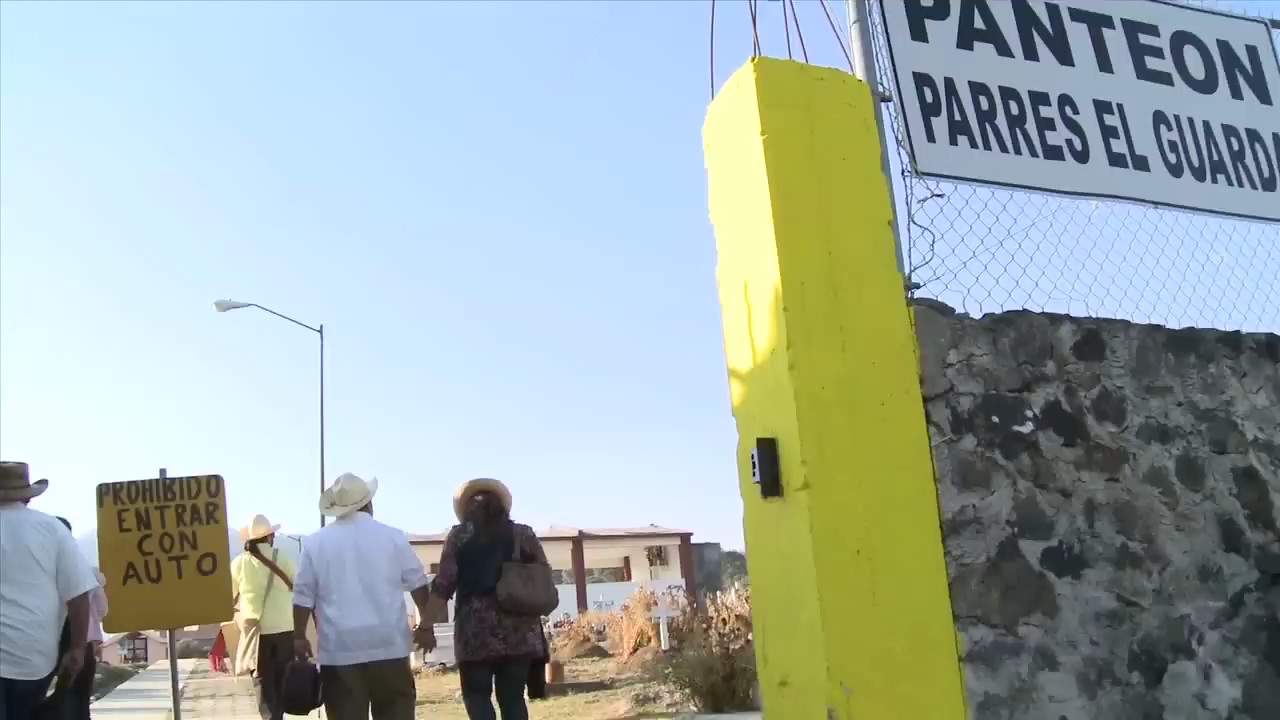 PANTEON
PARRES EL GUARD
PROHIBIDO
ENTRAR
CON
AUTO